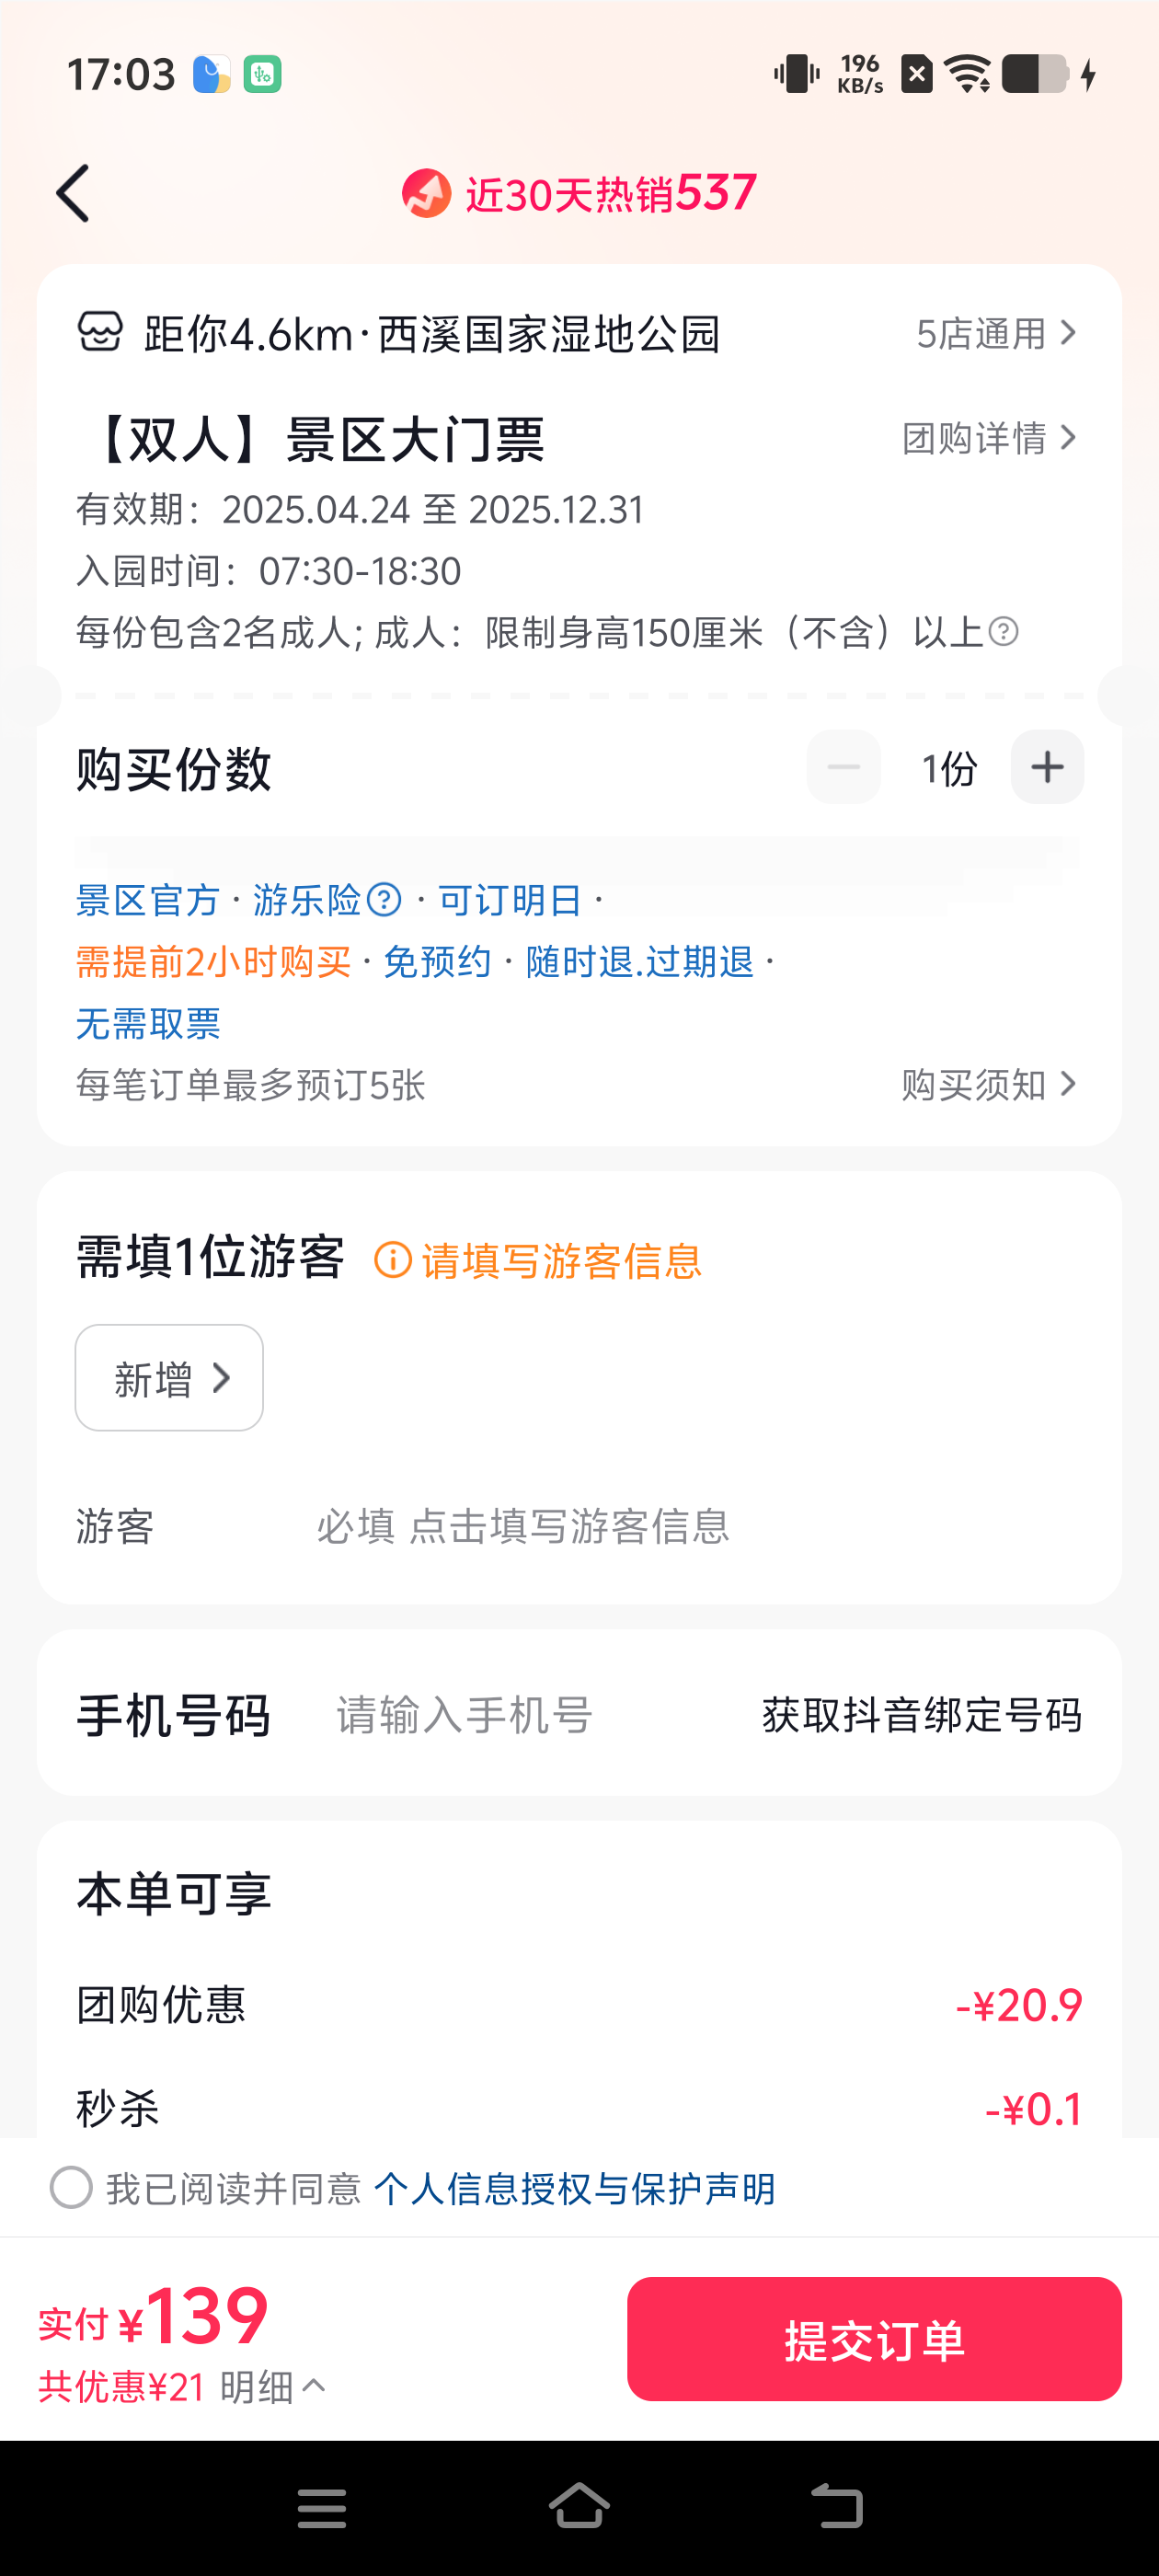 17:03
196
KB/s
近30天热销537
距你4.6km·西溪国家湿地公园
5店通用
【双人】景区大门票
团购详情
有效期：2025.04.24 至 2025.12.31
入园时间：07:30-18:30
每份包含2名成人; 成人：限制身高150厘米（不含）以上
购买份数
1份
景区官方 · 游乐险 · 可订明日 ·
需提前2小时购买 · 免预约 · 随时退.过期退 ·
无需取票
每笔订单最多预订5张
购买须知
需填1位游客
请填写游客信息
新增
游客
必填 点击填写游客信息
手机号码
请输入手机号
获取抖音绑定号码
本单可享
团购优惠
-¥20.9
秒杀
-¥0.1
我已阅读并同意 个人信息授权与保护声明
实付 ¥139
共优惠¥21 明细
提交订单